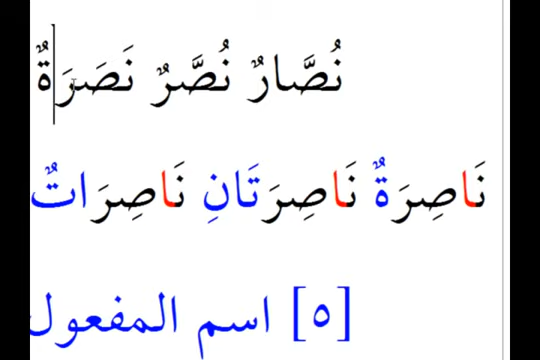 نُصَّارٌ نُصَّرٌ نَصَرَةٌ
نَاصِرَةٌ نَاصِرَتَانِ نَاصِرَاتٌ
[٥] اسم المفعول